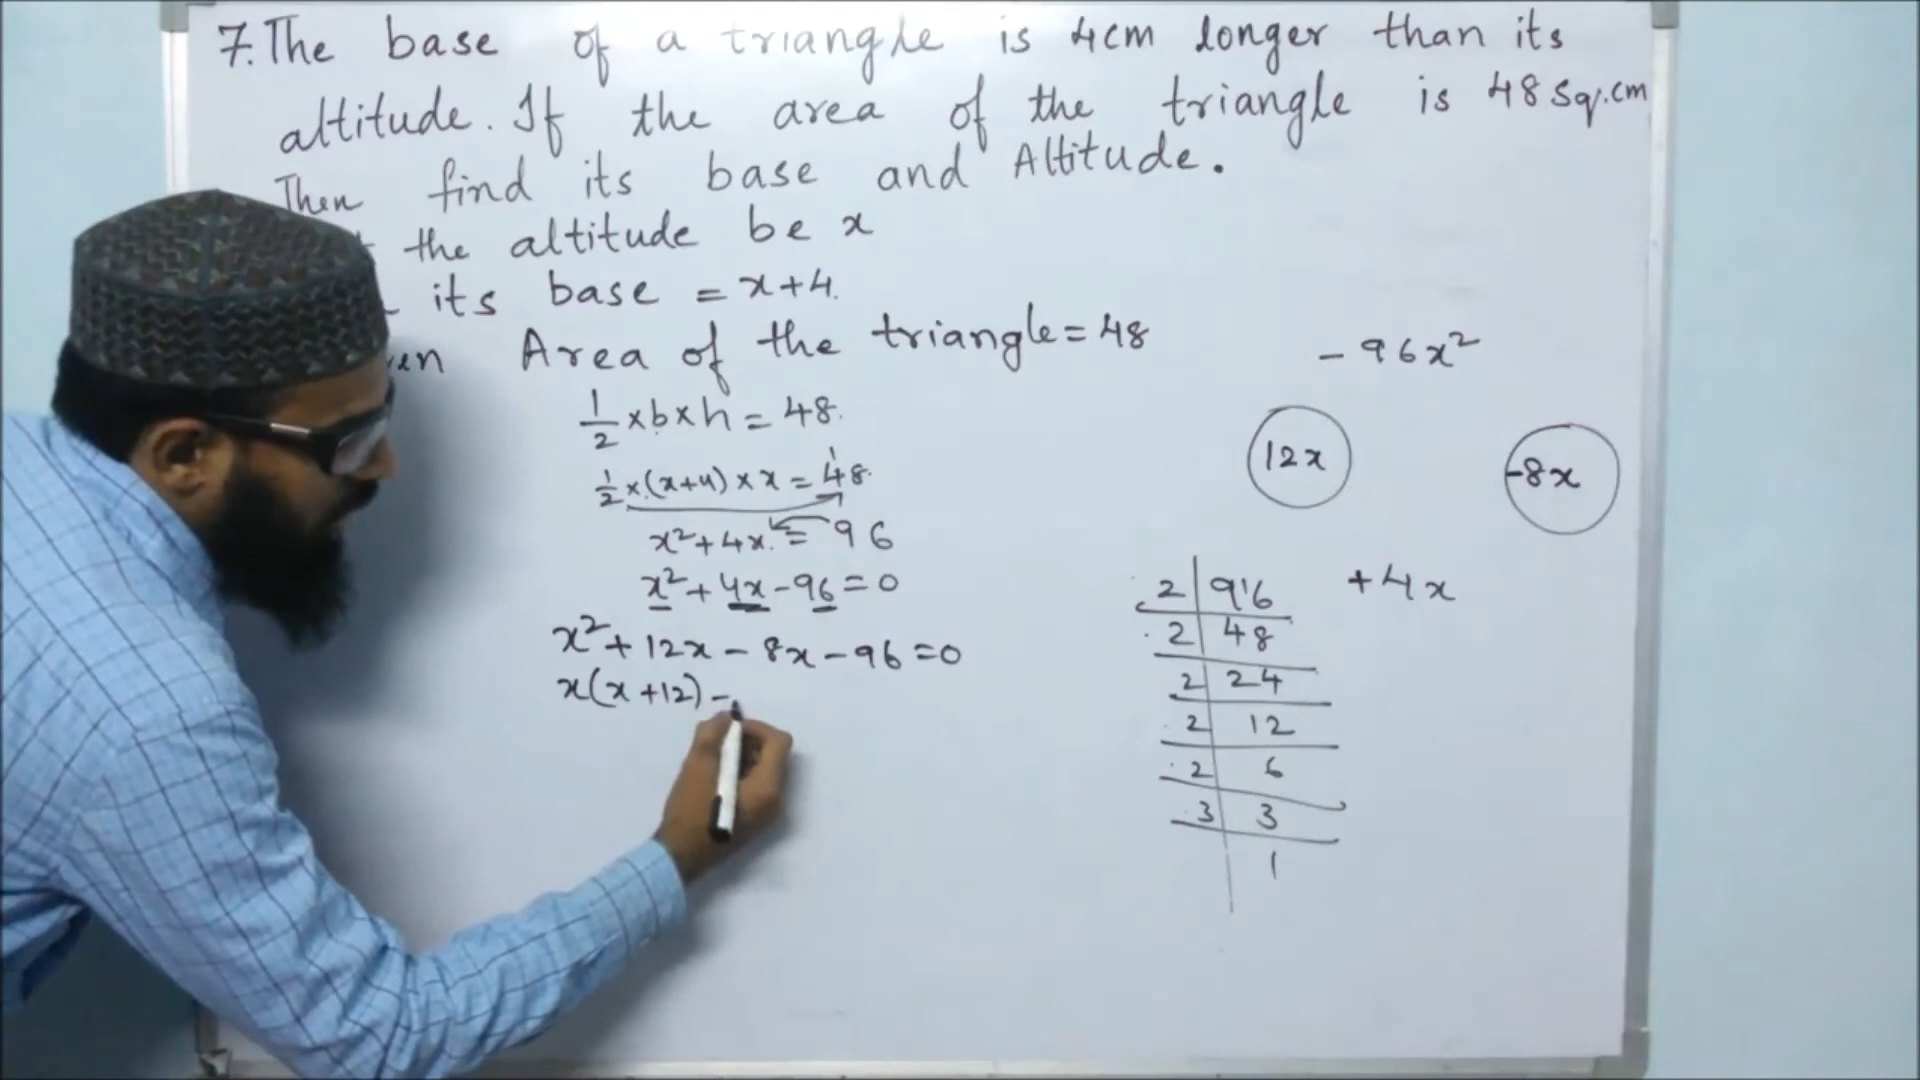 7. The base of a triangle is 4cm longer than its
altitude. If the area of the triangle is 48 sq.cm
Then find its base and Altitude.
the altitude be x
its base = x+4.
Area of the triangle = 48
1/2 × b × h = 48.
1/2 × (x+4) × x = 48.
x² + 4x = 96
x² + 4x - 96 = 0
x² + 12x - 8x - 96 = 0
x(x+12) -
- 96x²
12x
-8x
2 | 96
2 | 48
2 | 24
2 | 12
2 | 6
3 | 3
1
+4x